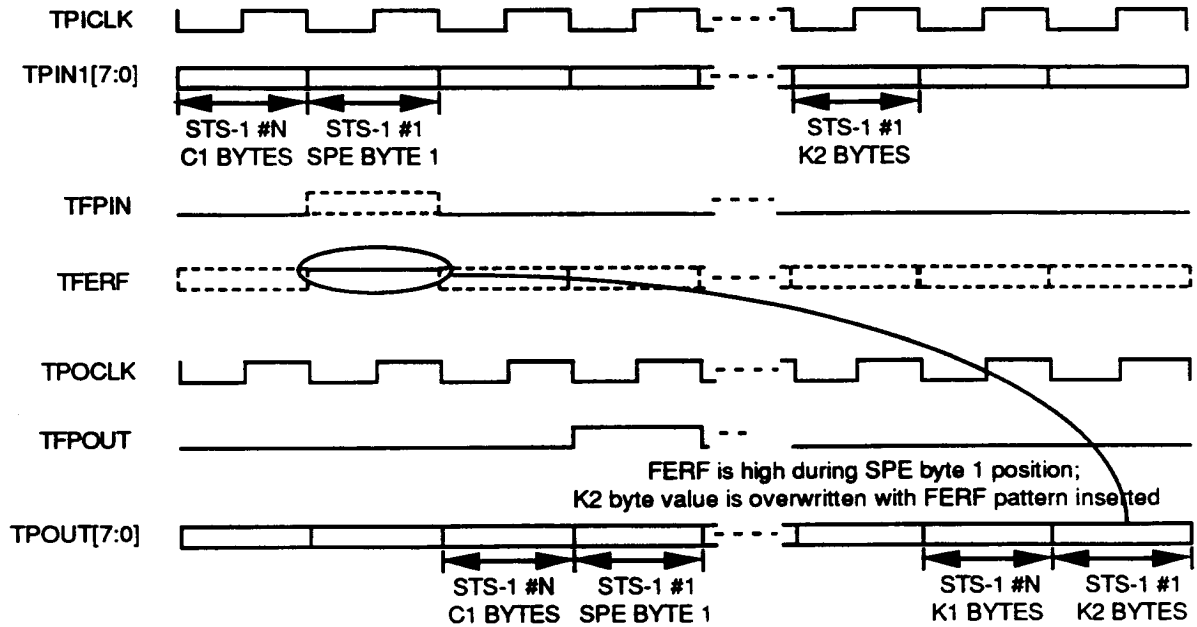 TPICLK
TPIN1[7:0]
STS-1 #N
C1 BYTES
STS-1 #1
SPE BYTE 1
STS-1 #1
K2 BYTES
TFPIN
TFERF
TPOCLK
TFPOUT
FERF is high during SPE byte 1 position;
K2 byte value is overwritten with FERF pattern inserted
TPOUT[7:0]
STS-1 #N
C1 BYTES
STS-1 #1
SPE BYTE 1
STS-1 #N
K1 BYTES
STS-1 #1
K2 BYTES